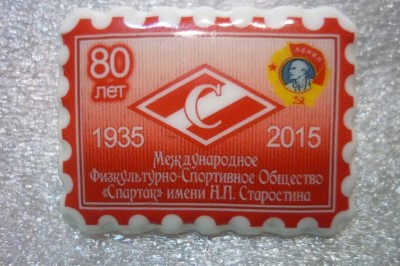 80
лет
ЛЕНИН
С
1935 2015
Международное
Физкультурно-Спортивное Общество
«Спартак» имени Н.П. Старостина